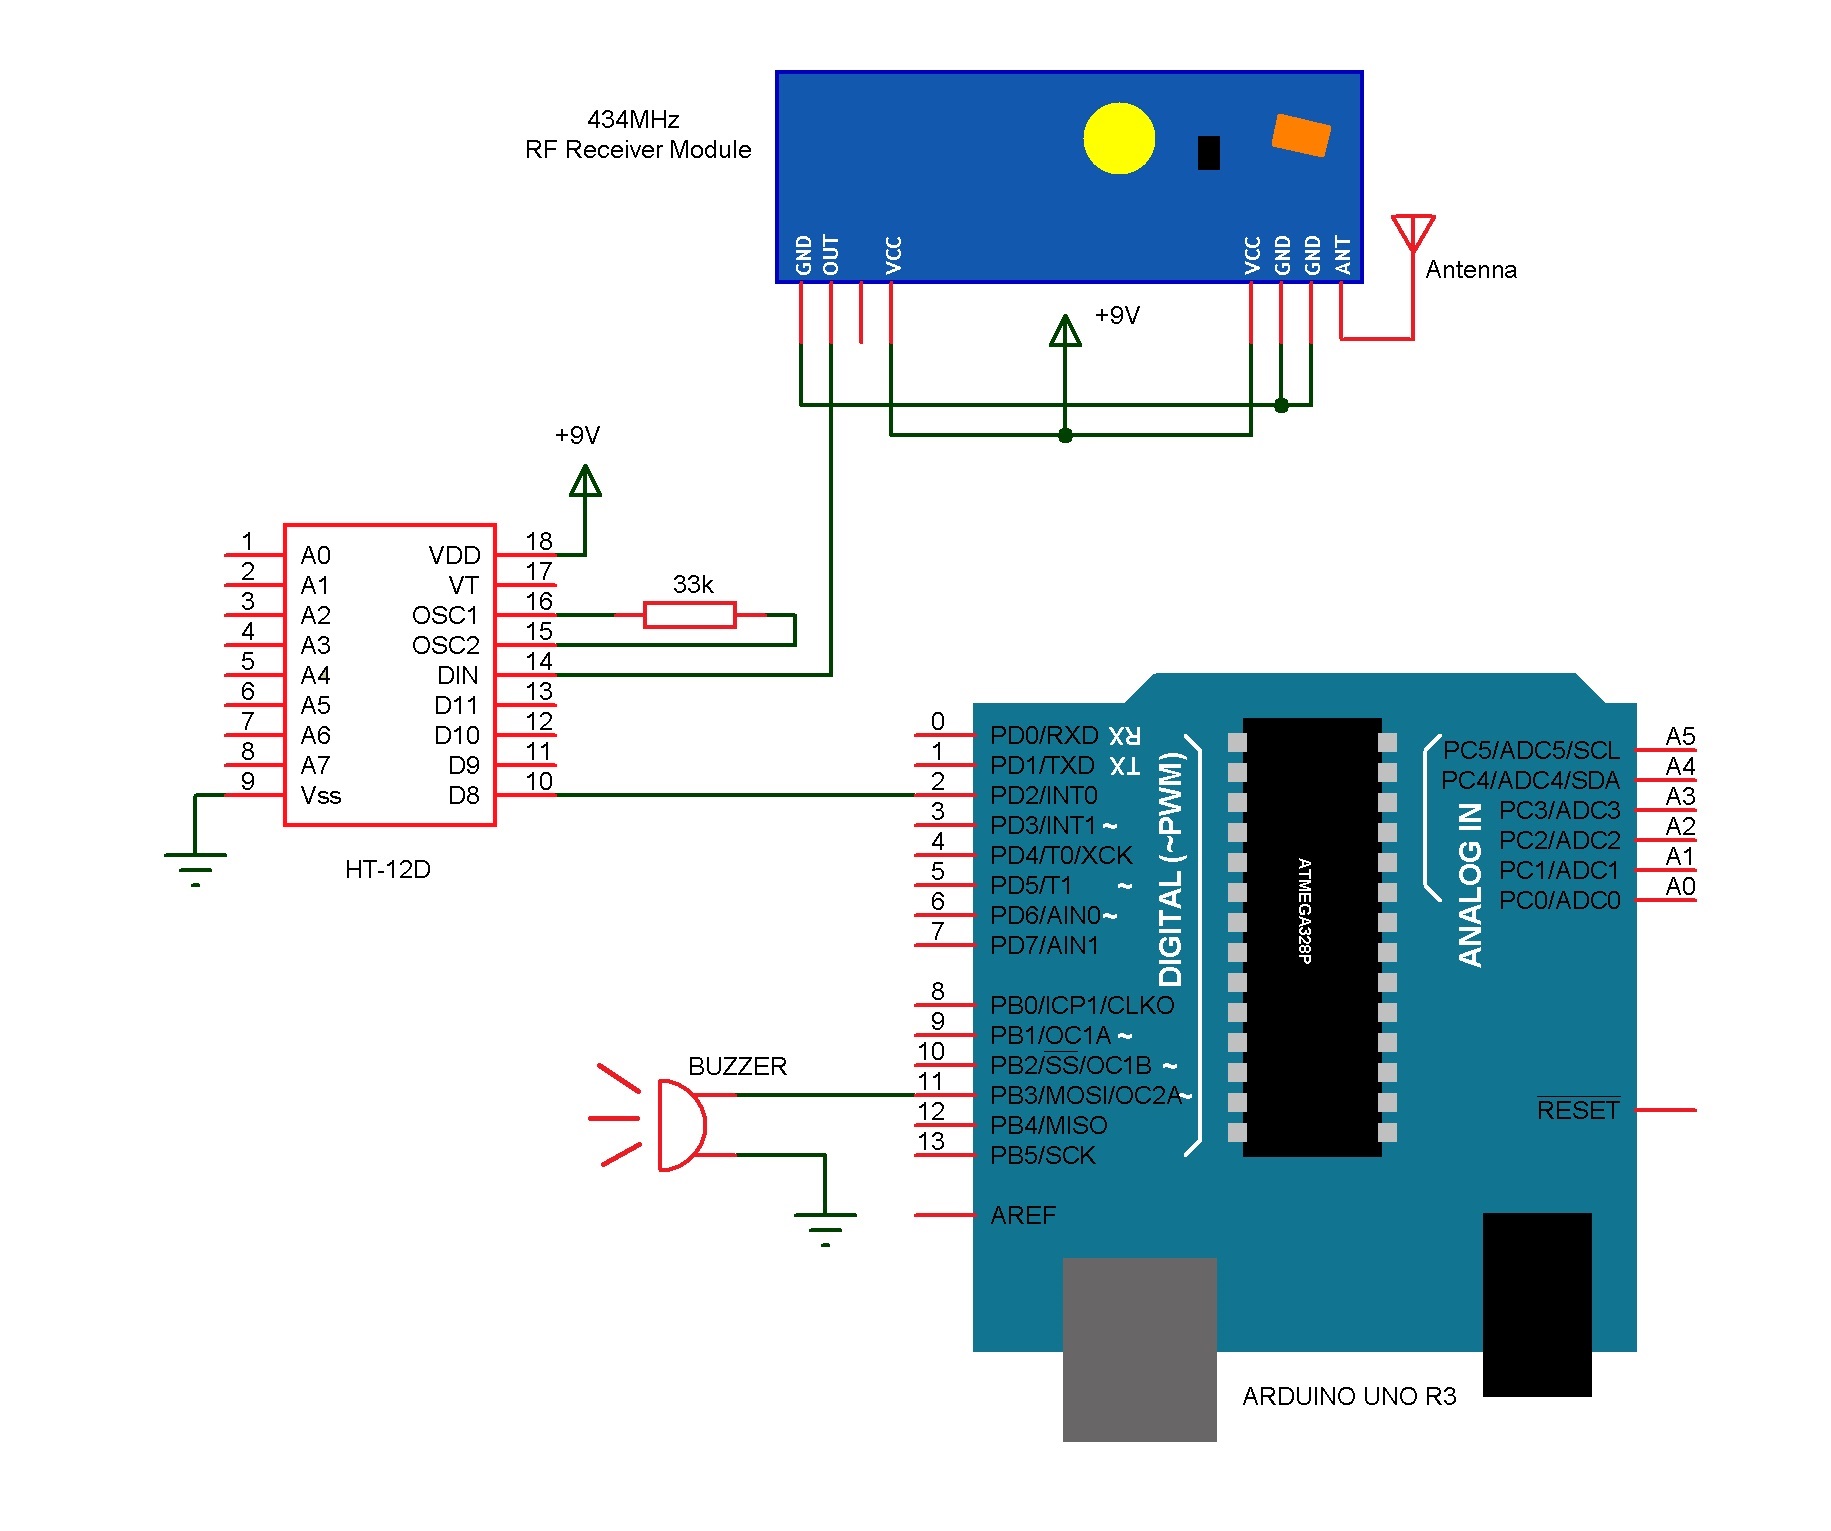 434MHz
RF Receiver Module
GND
OUT
VCC
VCC
GND
GND
ANT
Antenna
+9V
+9V
1 A0 VDD 18
2 A1 VT 17
3 A2 OSC1 16
33k
4 A3 OSC2 15
5 A4 DIN 14
6 A5 D11 13
7 A6 D10 12
8 A7 D9 11
9 Vss D8 10
HT-12D
0 PD0/RXD RX
1 PD1/TXD TX
2 PD2/INT0
3 PD3/INT1 ~
4 PD4/T0/XCK
5 PD5/T1 ~
6 PD6/AIN0 ~
7 PD7/AIN1
8 PB0/ICP1/CLKO
9 PB1/OC1A ~
10 PB2/SS/OC1B ~
11 PB3/MOSI/OC2A ~
12 PB4/MISO
13 PB5/SCK
AREF
DIGITAL (~PWM)
ATMEGA328P
ANALOG IN
PC5/ADC5/SCL A5
PC4/ADC4/SDA A4
PC3/ADC3 A3
PC2/ADC2 A2
PC1/ADC1 A1
PC0/ADC0 A0
RESET
BUZZER
ARDUINO UNO R3